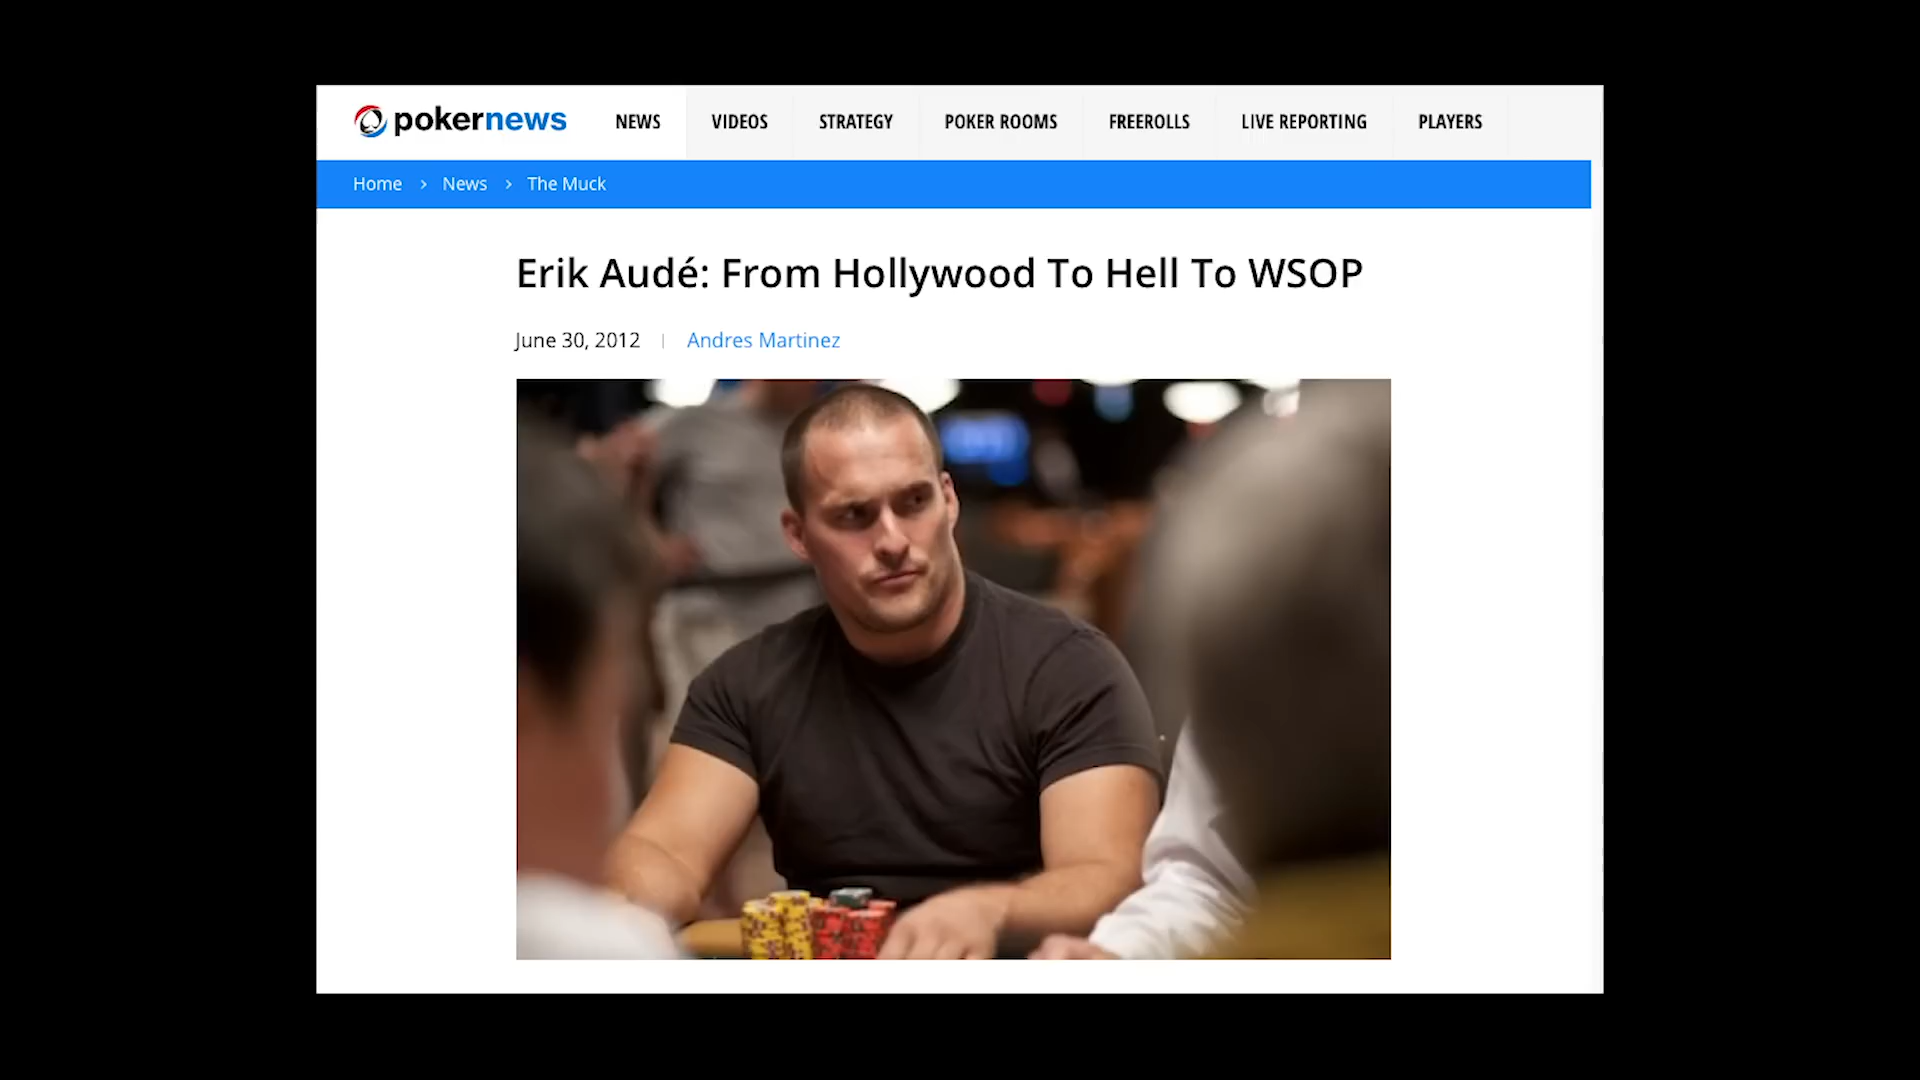 pokernews NEWS VIDEOS STRATEGY POKER ROOMS FREEROLLS LIVE REPORTING PLAYERS
Home > News > The Muck
Erik Audé: From Hollywood To Hell To WSOP
June 30, 2012 | Andres Martinez